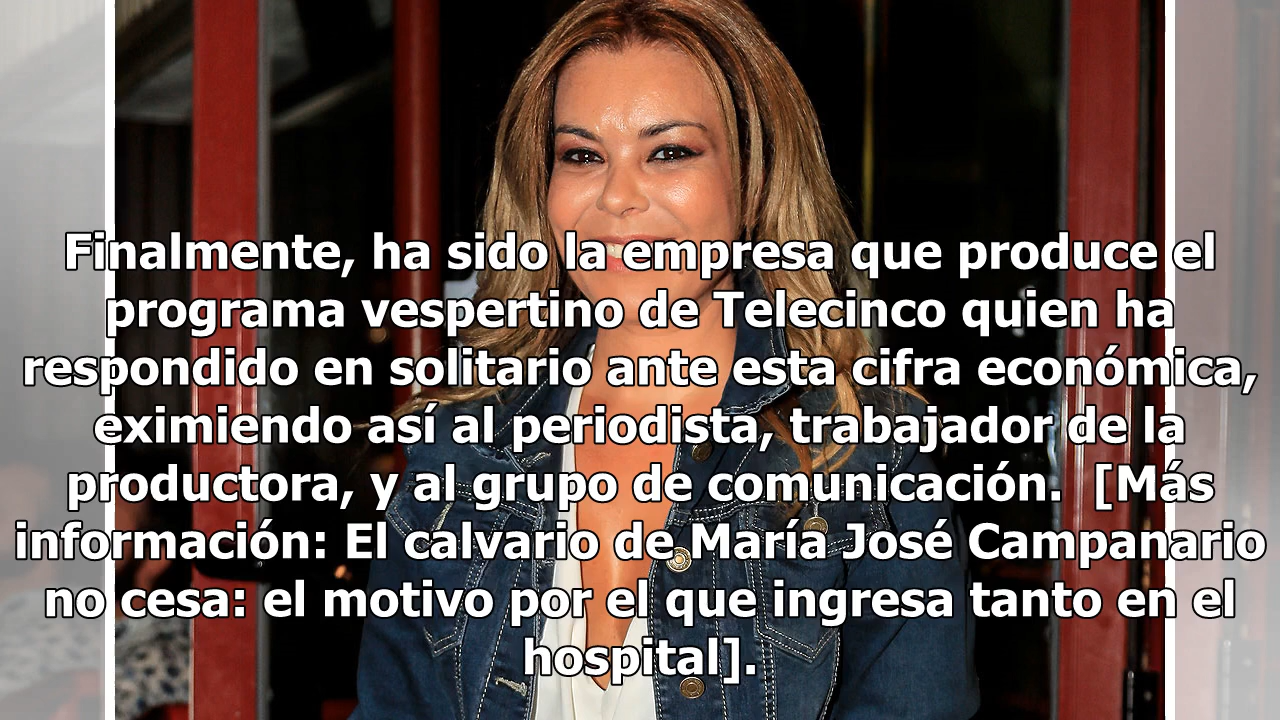 Finalmente, ha sido la empresa que produce el
programa vespertino de Telecinco quien ha
respondido en solitario ante esta cifra económica,
eximiendo así al periodista, trabajador de la
productora, y al grupo de comunicación.  [Más
información: El calvario de María José Campanario
no cesa: el motivo por el que ingresa tanto en el
hospital].